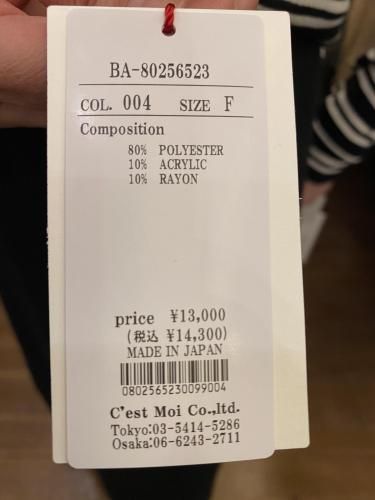 BA-80256523
COL. 004 SIZE F
Composition
80% POLYESTER
10% ACRYLIC
10% RAYON
price ¥13,000
(税込 ¥14,300)
MADE IN JAPAN
0802565230099004
C'est Moi Co.,ltd.
Tokyo:03-5414-5286
Osaka:06-6243-2711